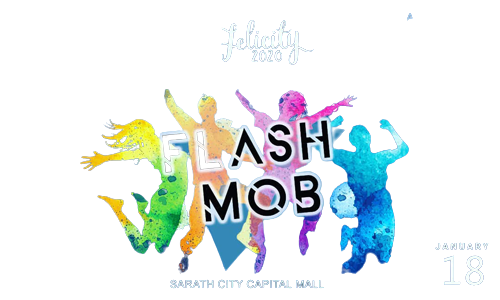 felicity
2020
FLASH
MOB
SARATH CITY CAPITAL MALL
JANUARY
18